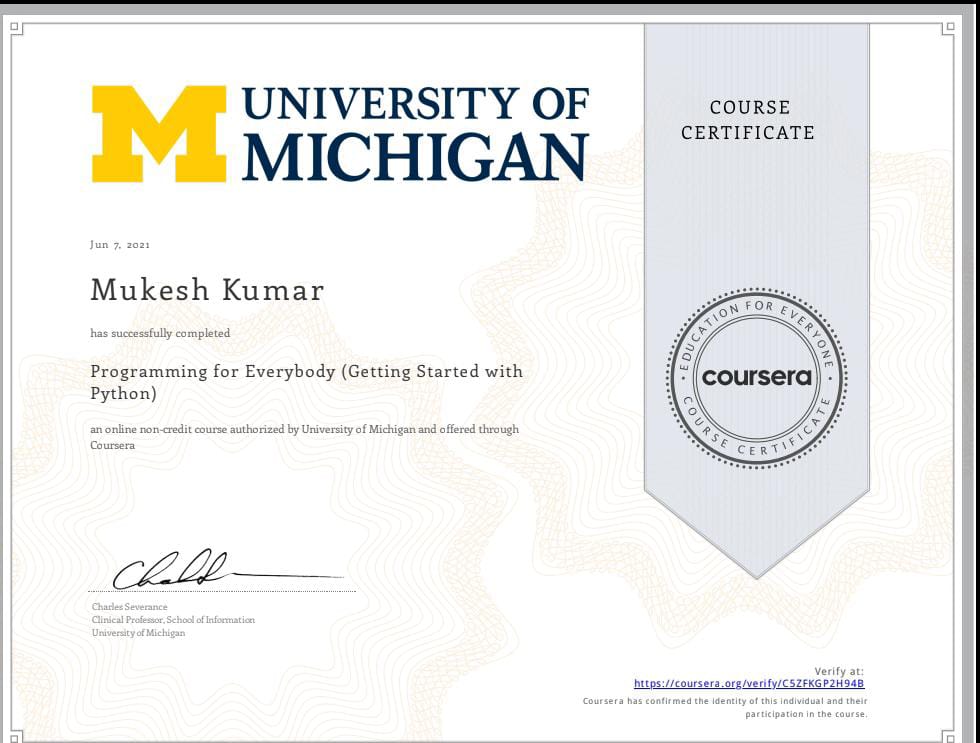 M UNIVERSITY OF
MICHIGAN
COURSE
CERTIFICATE
Jun 7, 2021
Mukesh Kumar
has successfully completed
Programming for Everybody (Getting Started with
Python)
an online non-credit course authorized by University of Michigan and offered through
Coursera
EDUCATION FOR EVERYONE
coursera
COURSE CERTIFICATE
Charles Severance
Clinical Professor, School of Information
University of Michigan
Verify at:
https://coursera.org/verify/C5ZFKGP2H94B
Coursera has confirmed the identity of this individual and their
participation in the course.